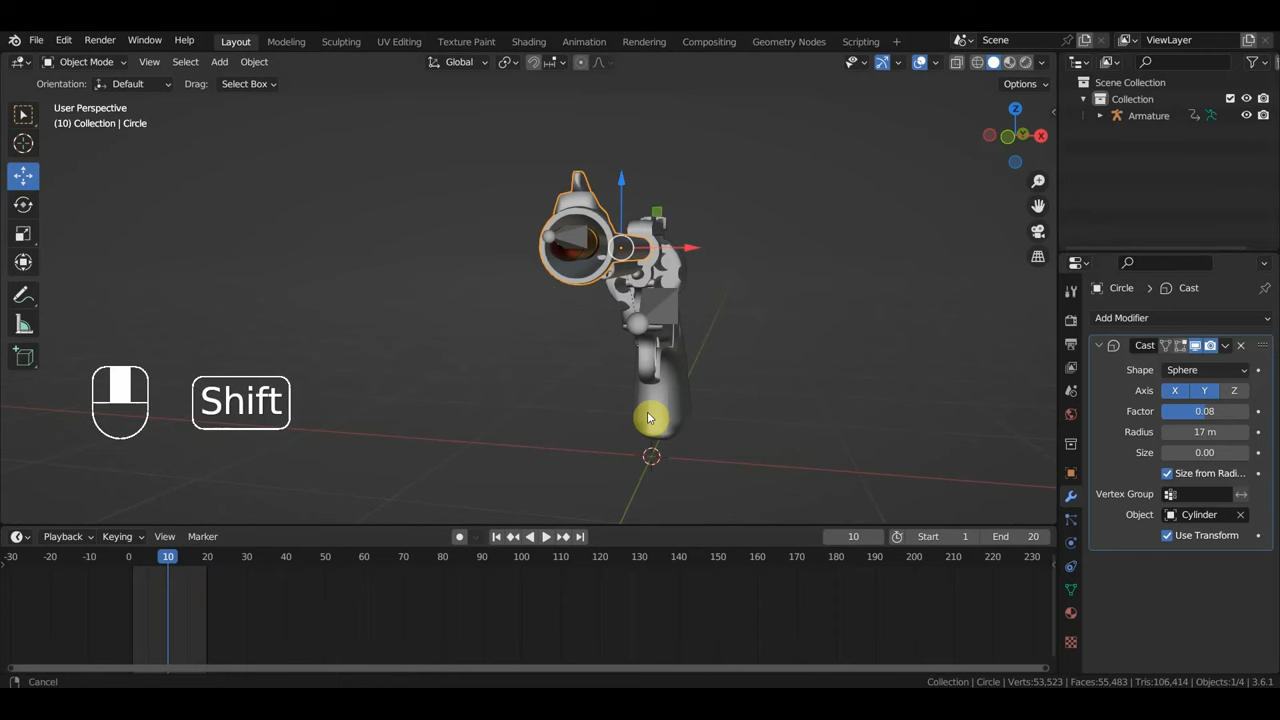 File Edit Render Window Help Layout Modeling Sculpting UV Editing Texture Paint Shading Animation Rendering Compositing Geometry Nodes Scripting + Scene ViewLayer
Object Mode View Select Add Object Global
Orientation: Default Drag: Select Box Options
User Perspective
(10) Collection | Circle
Z
Y
X
Shift
Scene Collection
Collection
Armature
Circle > Cast
Add Modifier
Cast
Shape Sphere
Axis X Y Z
Factor 0.08
Radius 17 m
Size 0.00
Size from Radi...
Vertex Group
Object Cylinder
Use Transform
Playback Keying View Marker 10 Start 1 End 20
-30 -20 -10 0 10 20 30 40 50 60 70 80 90 100 110 120 130 140 150 160 170 180 190 200 210 220 230
Cancel Collection | Circle | Verts:53,523 | Faces:55,483 | Tris:106,414 | Objects:1/4 | 3.6.1